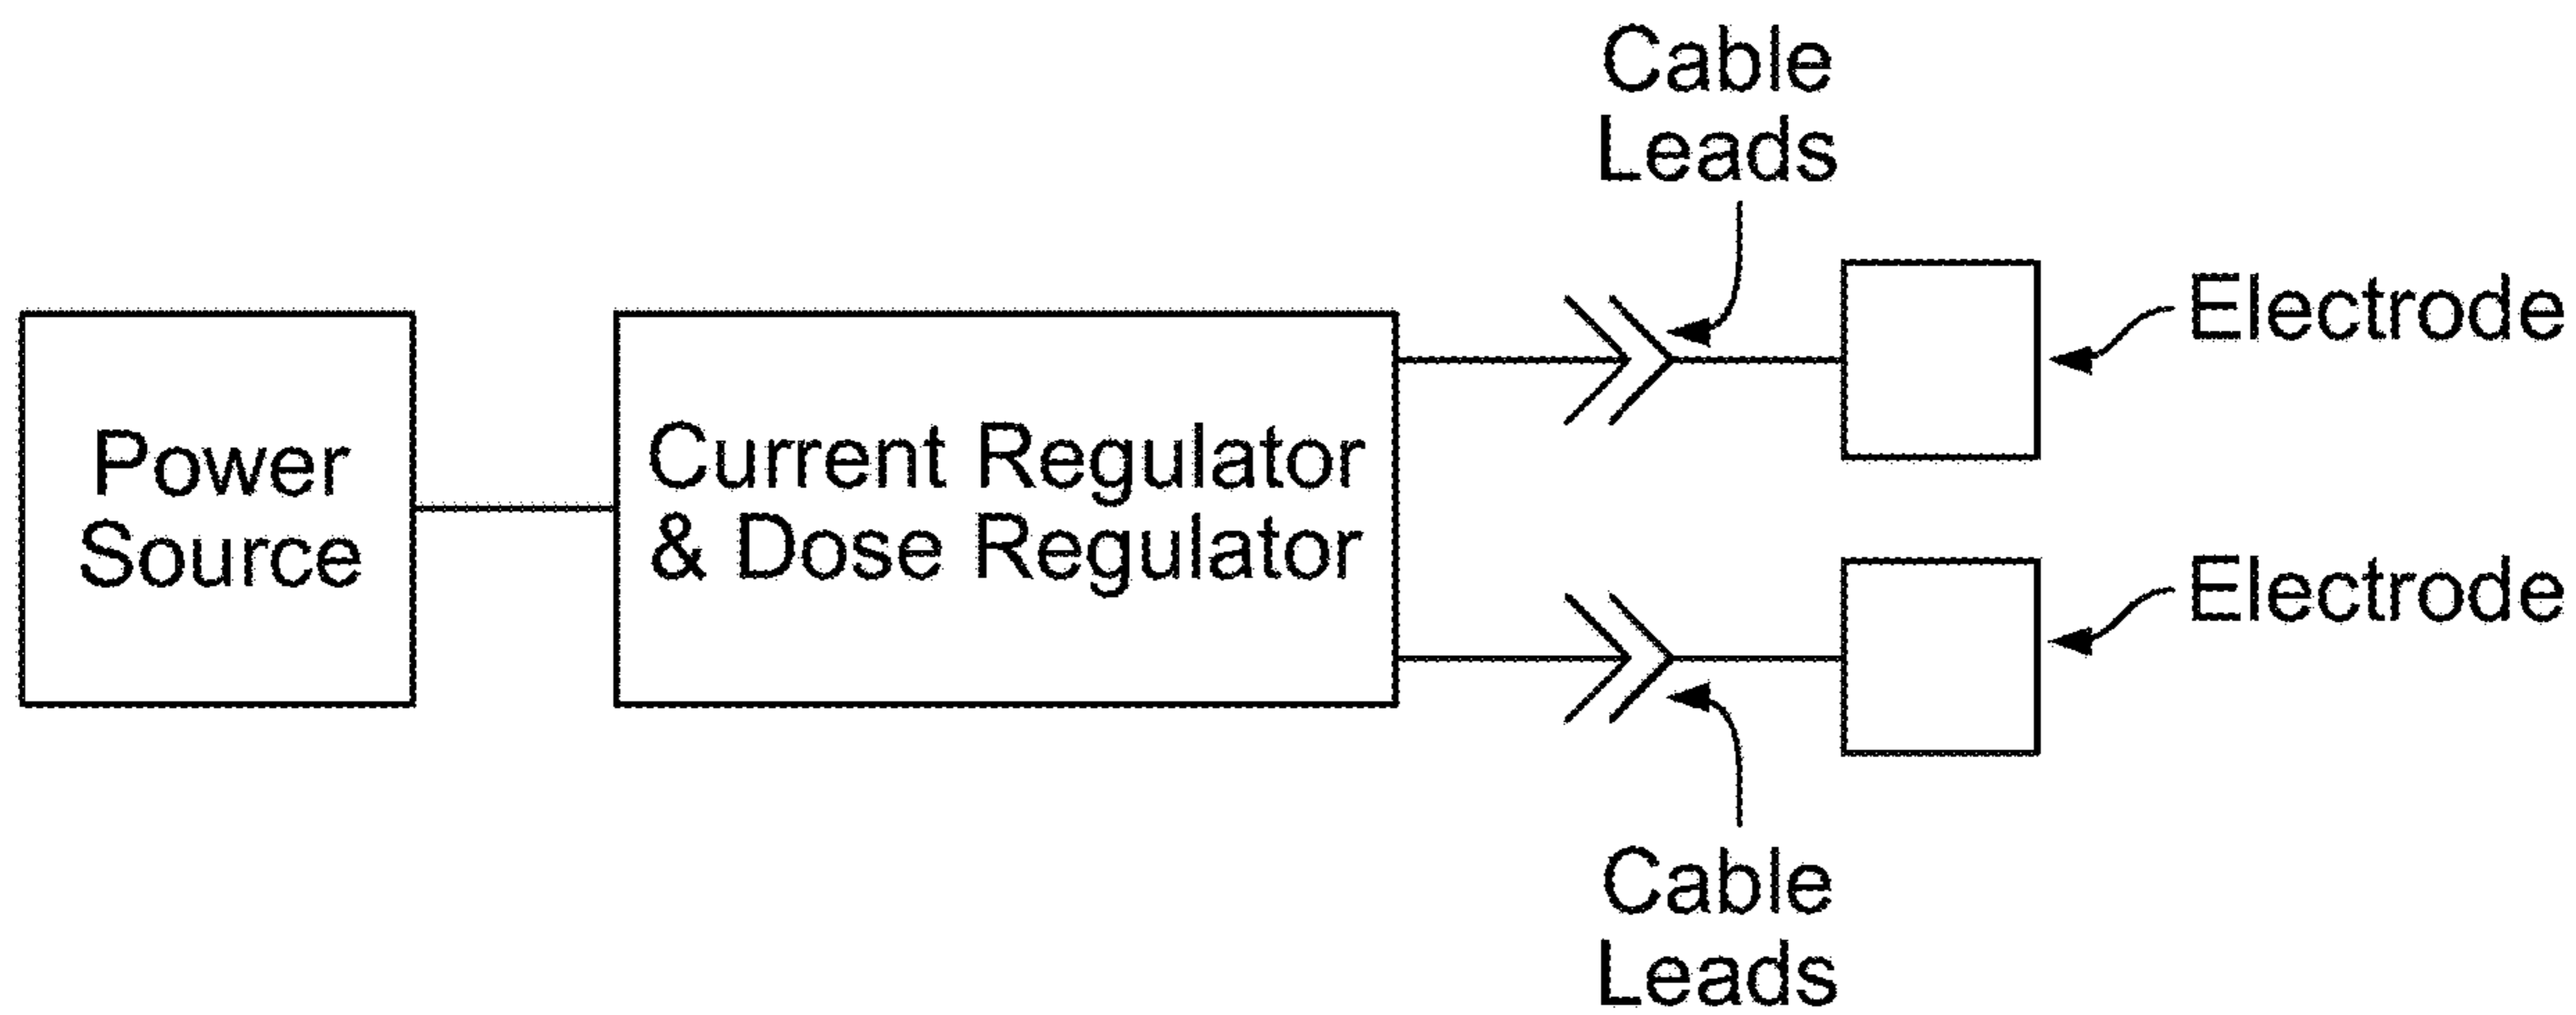 Cable
Leads
Electrode
Power
Source
Current Regulator
& Dose Regulator
Electrode
Cable
Leads